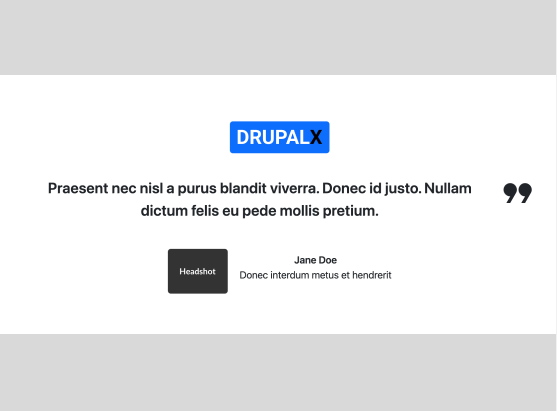 DRUPALX
Praesent nec nisl a purus blandit viverra. Donec id justo. Nullam
dictum felis eu pede mollis pretium.
”
Headshot
Jane Doe
Donec interdum metus et hendrerit